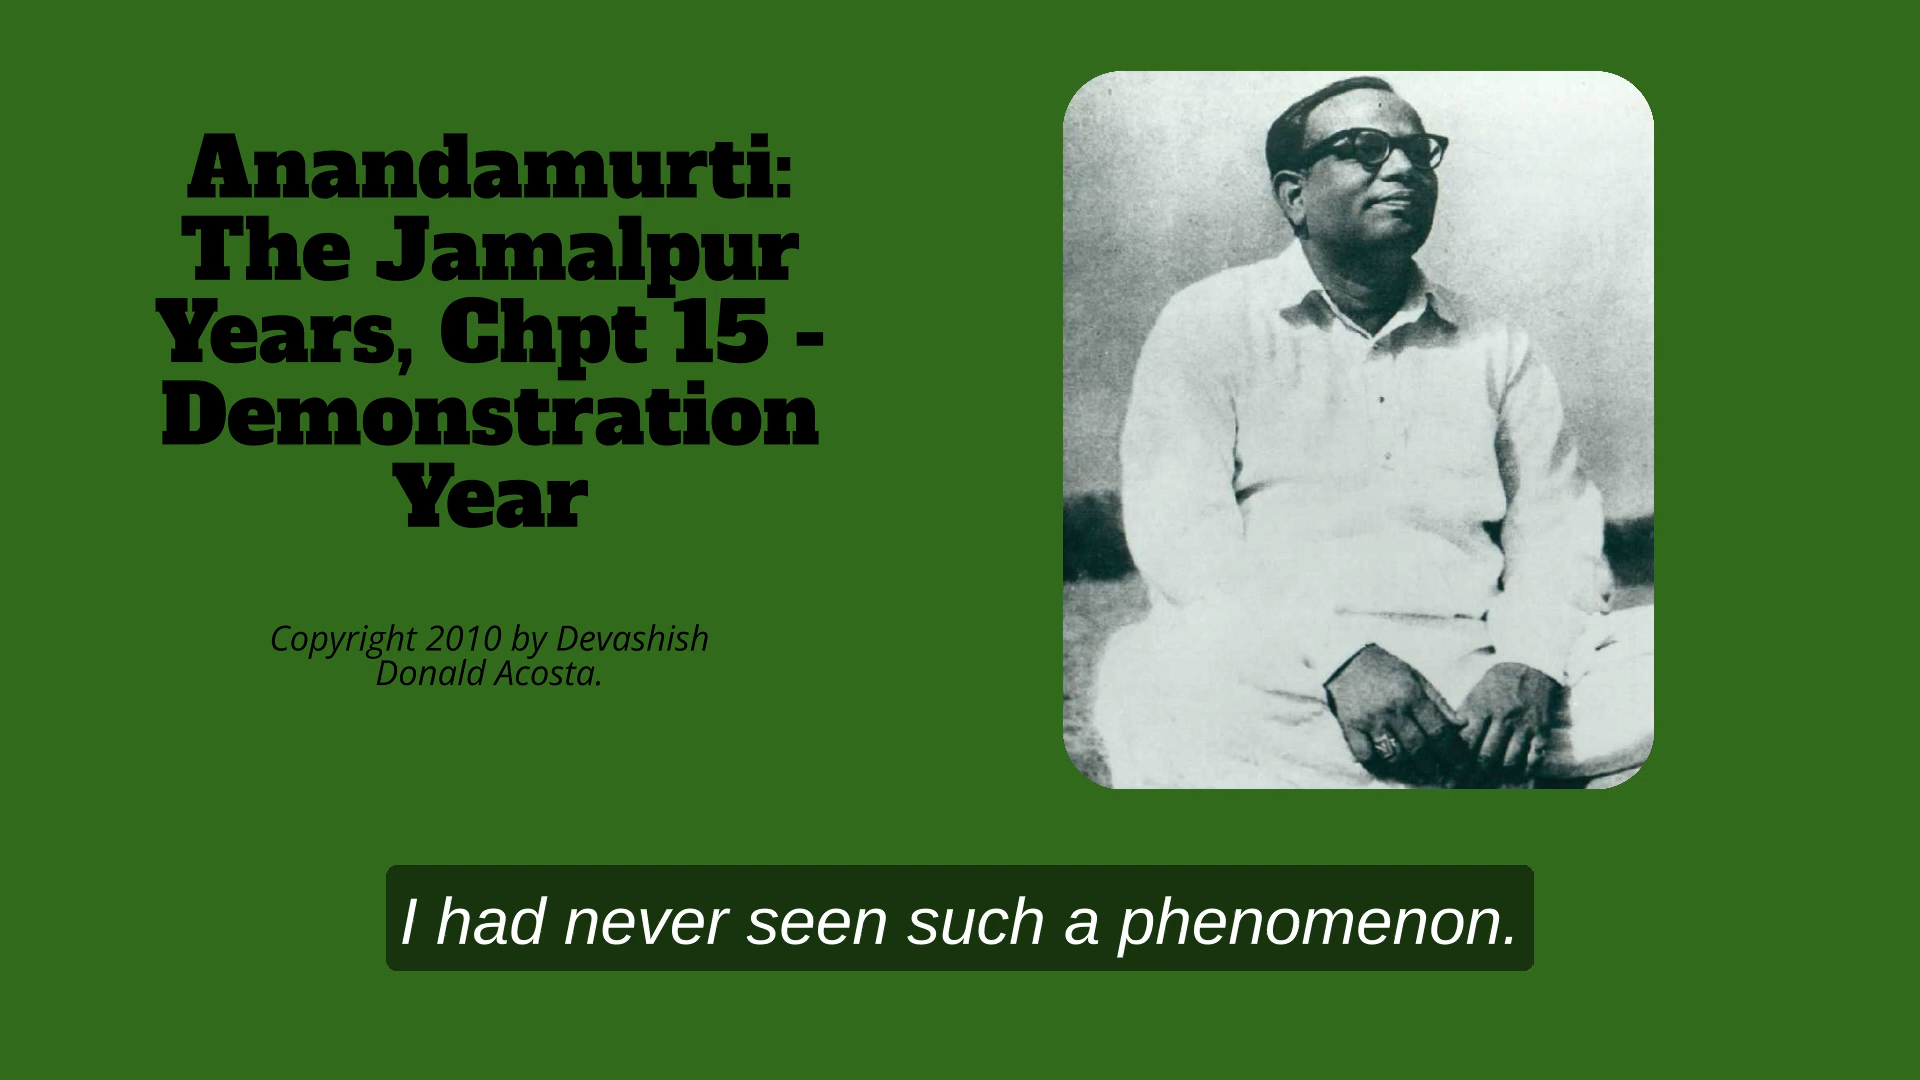 Anandamurti:
The Jamalpur
Years, Chpt 15 -
Demonstration
Year
Copyright 2010 by Devashish
Donald Acosta.
I had never seen such a phenomenon.